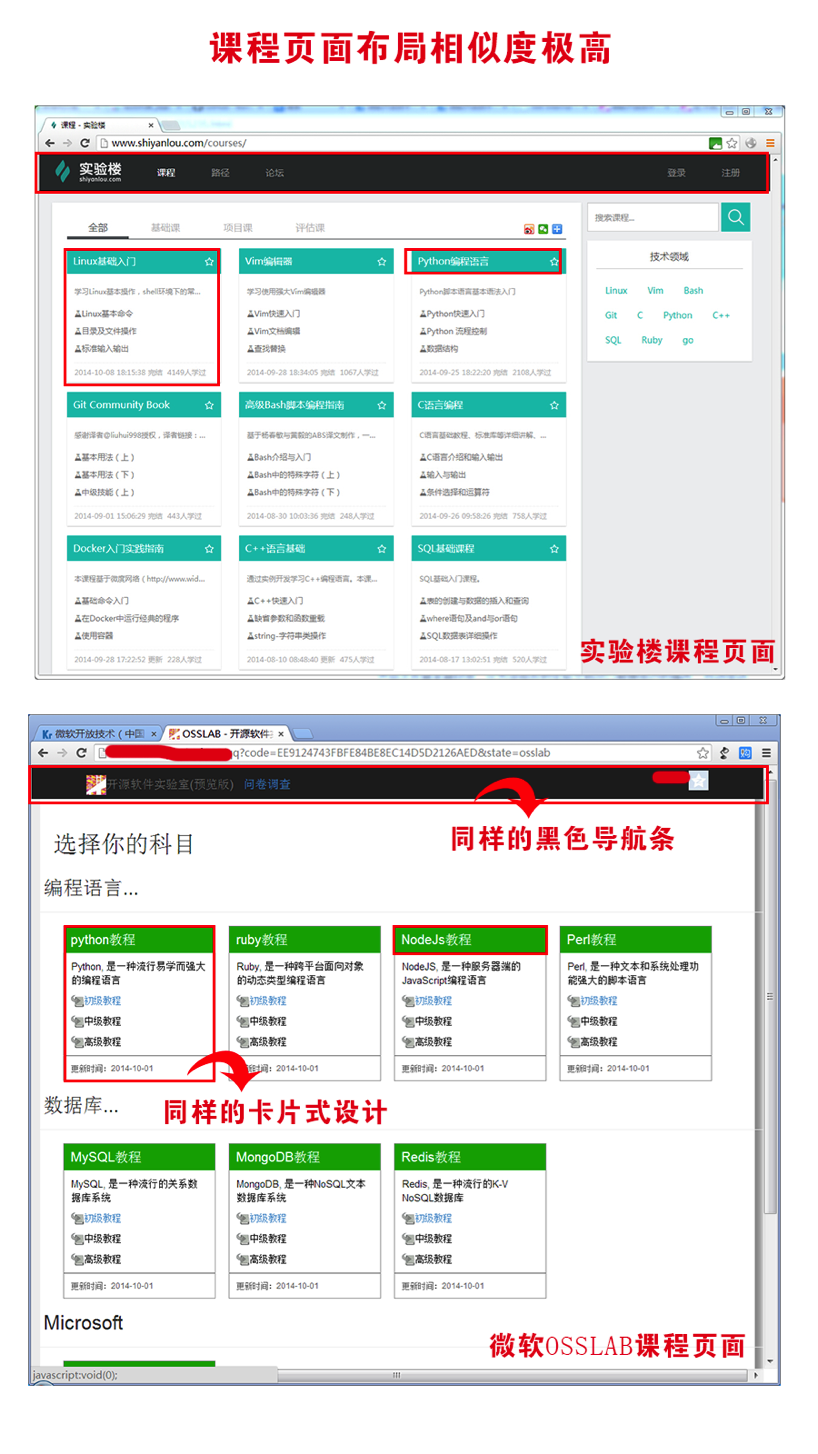 课程页面布局相似度极高
课程 - 实验楼
www.shiyanlou.com/courses/
实验楼 课程 路径 论坛 登录 注册
shiyanlou.com
全部 基础课 项目课 评估课
搜索课程...
技术领域
Linux Vim Bash
Git C Python C++
SQL Ruby go
Linux基础入门
学习Linux基本操作，shell环境下的常...
Linux基本命令
目录及文件操作
标准输入输出
2014-10-08 18:15:38 完结 4149人学过
Vim编辑器
学习使用强大Vim编辑器
Vim快速入门
Vim文档编辑
查找替换
2014-09-28 18:34:05 完结 1067人学过
Python编程语言
Python脚本语言基本语法入门
Python快速入门
Python 流程控制
数据结构
2014-09-25 18:22:20 完结 2108人学过
Git Community Book
感谢译者@liuhui998授权，译者链接：...
基本用法（上）
基本用法（下）
中级技能（上）
2014-09-01 15:06:29 完结 443人学过
高级Bash脚本编程指南
基于杨春敏与黄毅的ABS译文制作，一...
Bash介绍与入门
Bash中的特殊字符（上）
Bash中的特殊字符（下）
2014-08-30 10:03:36 完结 248人学过
C语言编程
C语言基础教程、标准库等详细讲解、...
C语言介绍和输入输出
输入与输出
条件选择和运算符
2014-09-26 09:58:26 完结 758人学过
Docker入门实践指南
本课程基于微度网络（http://www.wid...
基础命令入门
在Docker中运行经典的程序
使用容器
2014-09-28 17:22:52 更新 228人学过
C++语言基础
通过实例开发学习C++编程语言。本课...
C++快速入门
缺省参数和函数重载
string-字符串类操作
2014-08-10 08:48:40 更新 475人学过
SQL基础课程
SQL基础入门课程。
表的创建与数据的插入和查询
where语句及and与or语句
SQL数据表详细操作
2014-08-17 13:02:51 完结 520人学过
实验楼课程页面
Kr 微软开放技术（中国 OSSLAB - 开源软件
q?code=EE9124743FBFE84BE8EC14D5D2126AED&state=osslab
开源软件实验室(预览版) 问卷调查
同样的黑色导航条
选择你的科目
编程语言...
python教程
Python, 是一种流行易学而强大
的编程语言
初级教程
中级教程
高级教程
更新时间：2014-10-01
ruby教程
Ruby, 是一种跨平台面向对象
的动态类型编程语言
初级教程
中级教程
高级教程
更新时间：2014-10-01
NodeJs教程
NodeJS, 是一种服务器端的
JavaScript编程语言
初级教程
中级教程
高级教程
更新时间：2014-10-01
Perl教程
Perl, 是一种文本和系统处理功
能强大的脚本语言
初级教程
中级教程
高级教程
更新时间：2014-10-01
同样的卡片式设计
数据库...
MySQL教程
MySQL, 是一种流行的关系数
据库系统
初级教程
中级教程
高级教程
更新时间：2014-10-01
MongoDB教程
MongoDB, 是一种NoSQL文本
数据库系统
初级教程
中级教程
高级教程
更新时间：2014-10-01
Redis教程
Redis, 是一种流行的K-V
NoSQL数据库
初级教程
中级教程
高级教程
更新时间：2014-10-01
Microsoft
微软OSSLAB课程页面
javascript:void(0);